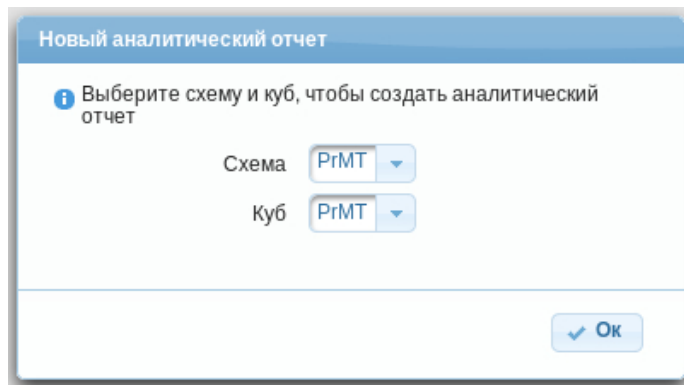 Новый аналитический отчет
Выберите схему и куб, чтобы создать аналитический
отчет
Схема PrMT
Куб PrMT
Ок